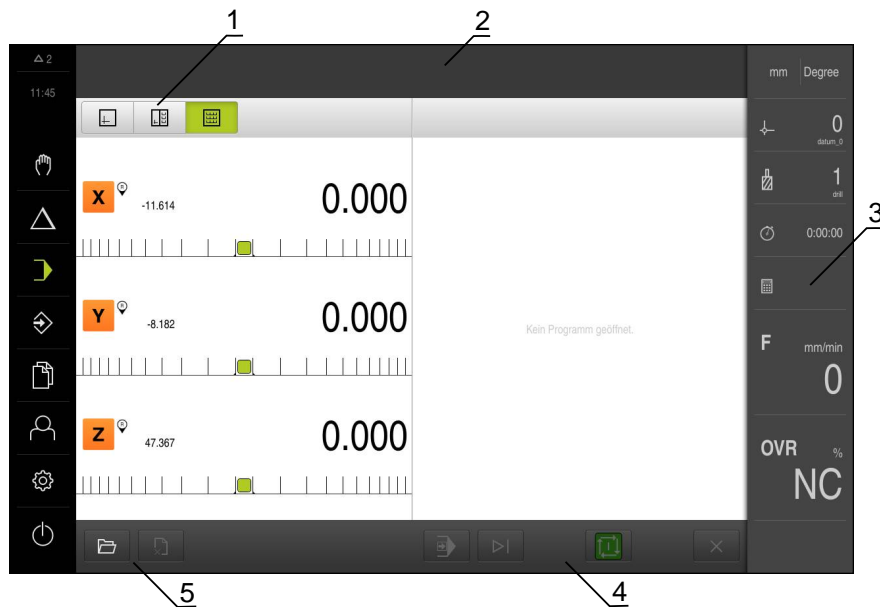 1
2
2
mm Degree
11:45
0
datum_0
X R -11.614 0.000
1
drill
3
0:00:00
Y R -8.182 0.000
Kein Programm geöffnet.
F mm/min
0
Z R 47.367 0.000
OVR %
NC
5
4